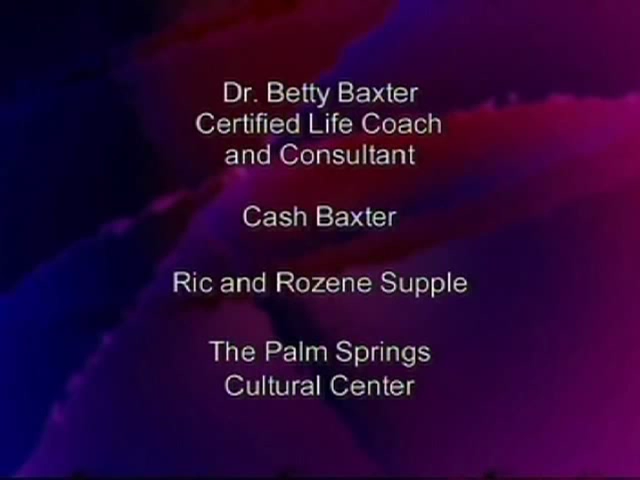 Dr. Betty Baxter
Certified Life Coach
and Consultant
Cash Baxter
Ric and Rozene Supple
The Palm Springs
Cultural Center